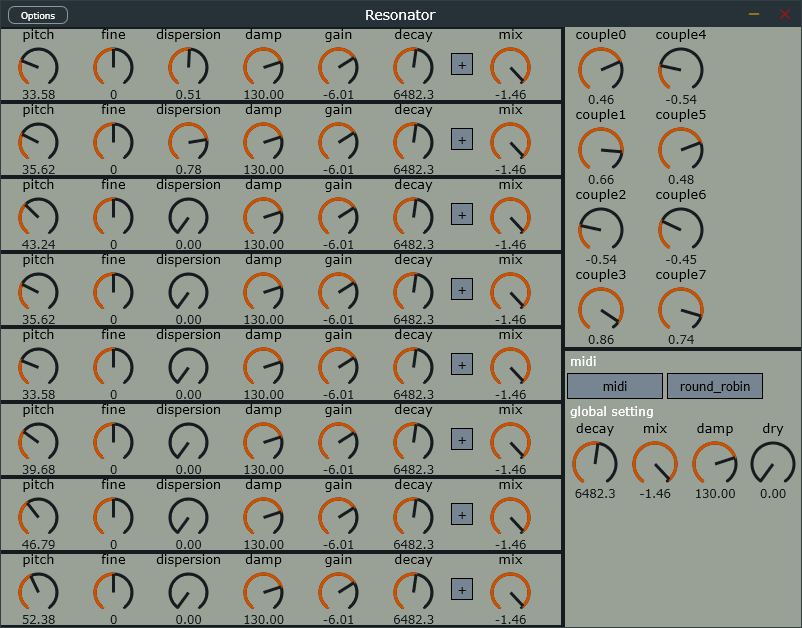 Options Resonator
pitch fine dispersion damp gain decay mix
+
33.58 0 0.51 130.00 -6.01 6482.3 -1.46
pitch fine dispersion damp gain decay mix
+
35.62 0 0.78 130.00 -6.01 6482.3 -1.46
pitch fine dispersion damp gain decay mix
+
43.24 0 0.00 130.00 -6.01 6482.3 -1.46
pitch fine dispersion damp gain decay mix
+
35.62 0 0.00 130.00 -6.01 6482.3 -1.46
pitch fine dispersion damp gain decay mix
+
33.58 0 0.00 130.00 -6.01 6482.3 -1.46
pitch fine dispersion damp gain decay mix
+
39.68 0 0.00 130.00 -6.01 6482.3 -1.46
pitch fine dispersion damp gain decay mix
+
46.79 0 0.00 130.00 -6.01 6482.3 -1.46
pitch fine dispersion damp gain decay mix
+
52.38 0 0.00 130.00 -6.01 6482.3 -1.46
couple0 couple4
0.46 -0.54
couple1 couple5
0.66 0.48
couple2 couple6
-0.54 -0.45
couple3 couple7
0.86 0.74
midi
midi round_robin
global setting
decay mix damp dry
6482.3 -1.46 130.00 0.00